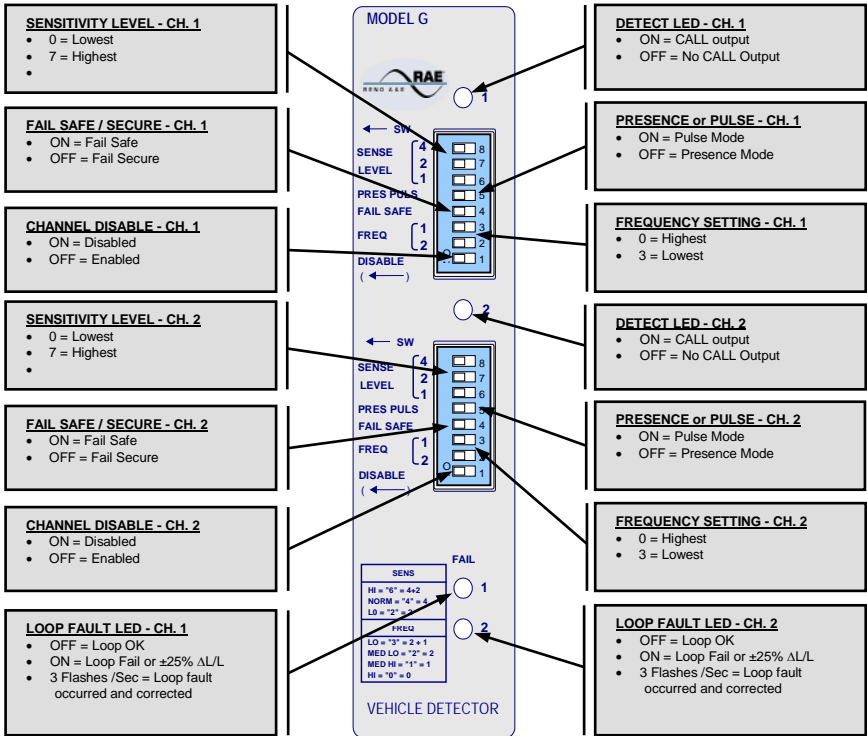 SENSITIVITY LEVEL - CH. 1
• 0 = Lowest
• 7 = Highest
•
FAIL SAFE / SECURE - CH. 1
• ON = Fail Safe
• OFF = Fail Secure
CHANNEL DISABLE - CH. 1
• ON = Disabled
• OFF = Enabled
SENSITIVITY LEVEL - CH. 2
• 0 = Lowest
• 7 = Highest
•
FAIL SAFE / SECURE - CH. 2
• ON = Fail Safe
• OFF = Fail Secure
CHANNEL DISABLE - CH. 2
• ON = Disabled
• OFF = Enabled
LOOP FAULT LED - CH. 1
• OFF = Loop OK
• ON = Loop Fail or ±25% ∆L/L
• 3 Flashes /Sec = Loop fault
occurred and corrected
MODEL G
RAE
RENO A&E
1
SW
SENSE
LEVEL
4
2
1
PRES PULS
FAIL SAFE
FREQ
1
2
DISABLE
( )
8
7
6
5
4
3
2
1
2
SW
SENSE
LEVEL
4
2
1
PRES PULS
FAIL SAFE
FREQ
1
2
DISABLE
( )
8
7
6
5
4
3
2
O
1
FAIL
1
2
SENS
HI = "6" = 4+2
NORM = "4" = 4
L0 = "2" = 2
FREQ
LO = "3" = 2 + 1
MED LO = "2" = 2
MED HI = "1" = 1
HI = "0" = 0
VEHICLE DETECTOR
DETECT LED - CH. 1
• ON = CALL output
• OFF = No CALL Output
PRESENCE or PULSE - CH. 1
• ON = Pulse Mode
• OFF = Presence Mode
FREQUENCY SETTING - CH. 1
• 0 = Highest
• 3 = Lowest
DETECT LED - CH. 2
• ON = CALL output
• OFF = No CALL Output
PRESENCE or PULSE - CH. 2
• ON = Pulse Mode
• OFF = Presence Mode
FREQUENCY SETTING - CH. 2
• 0 = Highest
• 3 = Lowest
LOOP FAULT LED - CH. 2
• OFF = Loop OK
• ON = Loop Fail or ±25% ∆L/L
• 3 Flashes /Sec = Loop fault
occurred and corrected